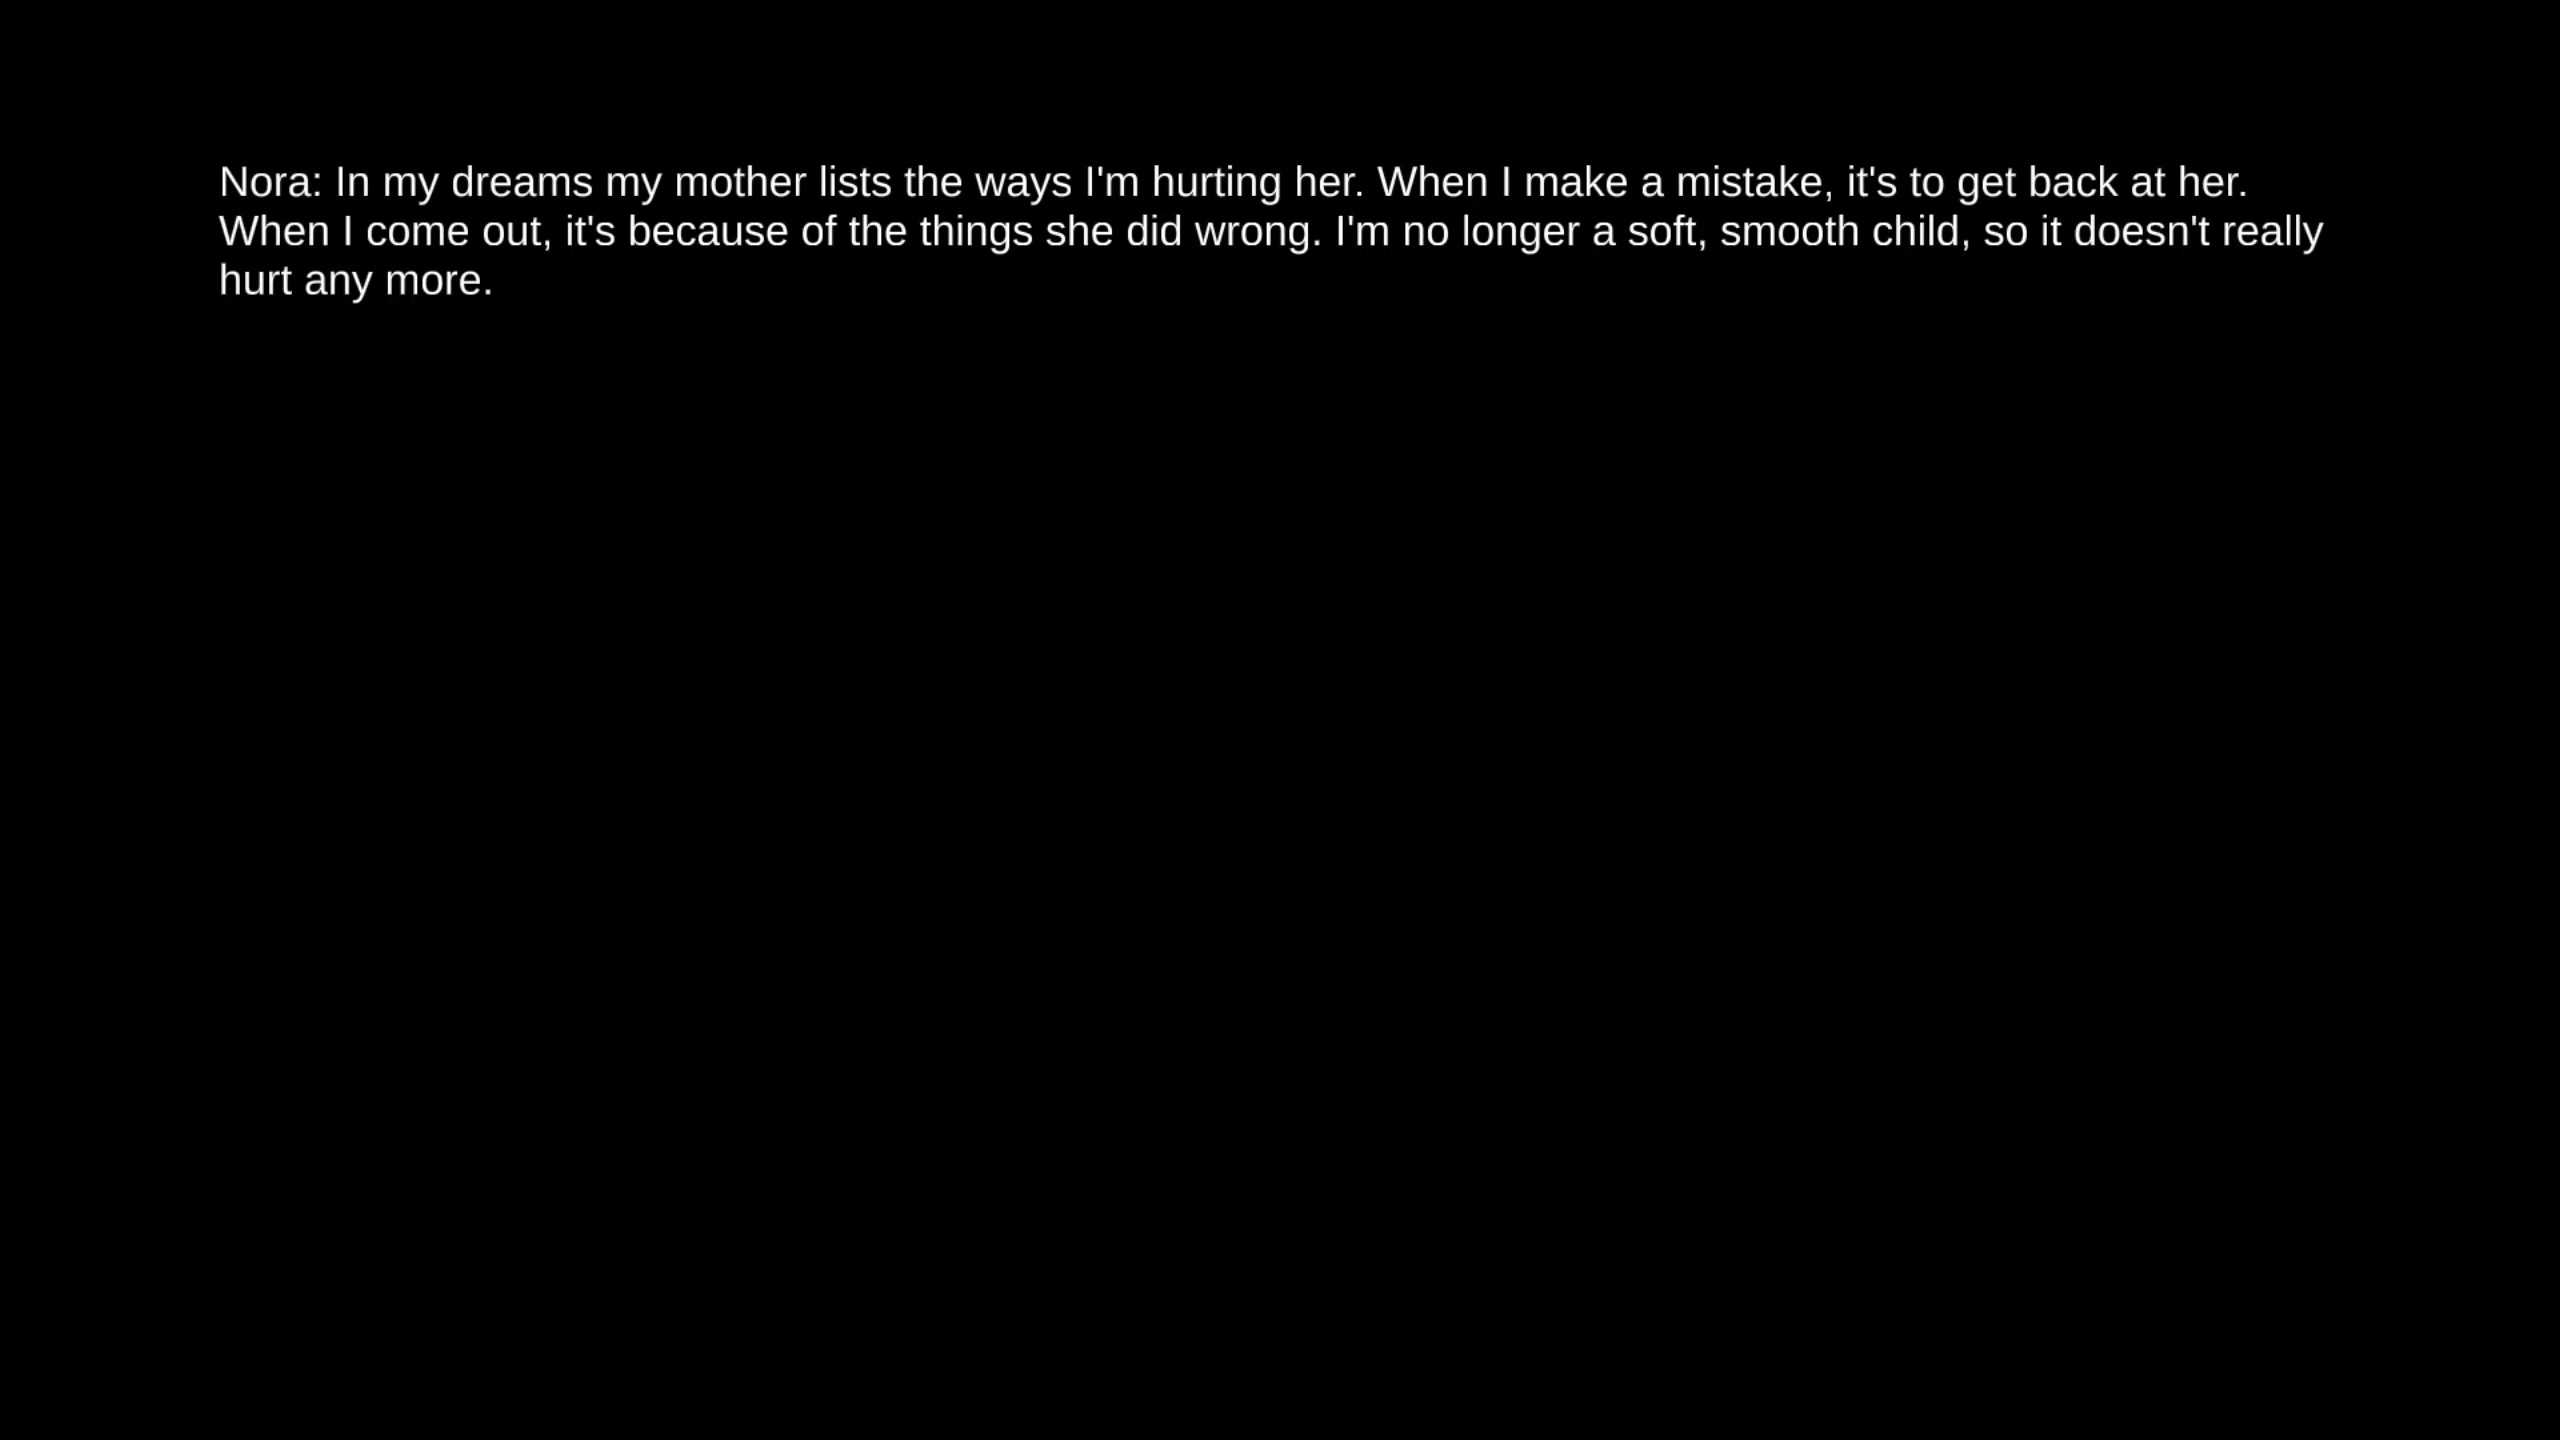 Nora: In my dreams my mother lists the ways I'm hurting her. When I make a mistake, it's to get back at her.
When I come out, it's because of the things she did wrong. I'm no longer a soft, smooth child, so it doesn't really
hurt any more.